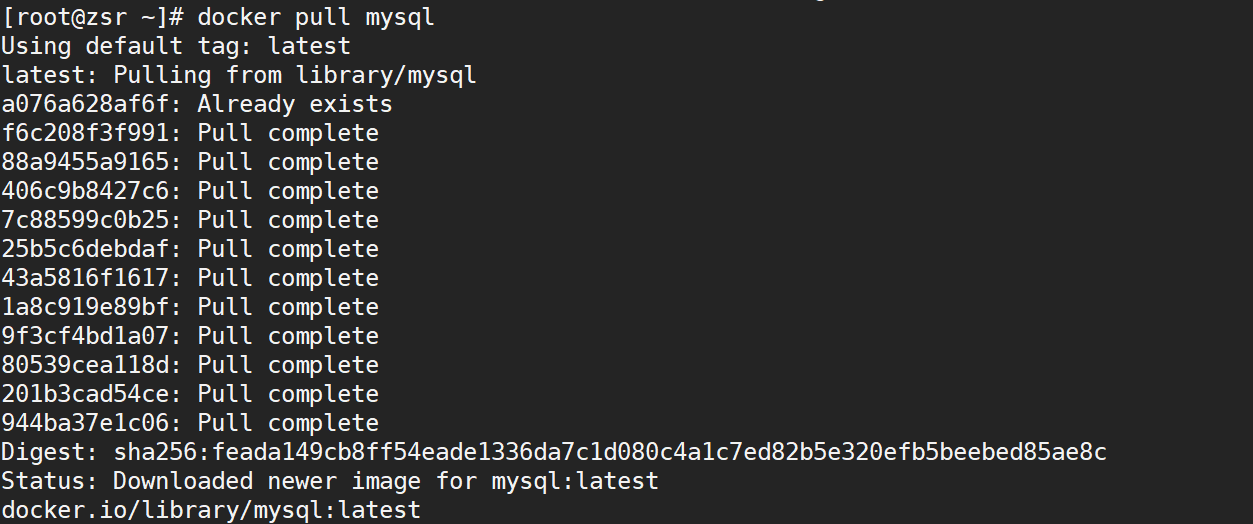 [root@zsr ~]# docker pull mysql
Using default tag: latest
latest: Pulling from library/mysql
a076a628af6f: Already exists
f6c208f3f991: Pull complete
88a9455a9165: Pull complete
406c9b8427c6: Pull complete
7c88599c0b25: Pull complete
25b5c6debdaf: Pull complete
43a5816f1617: Pull complete
1a8c919e89bf: Pull complete
9f3cf4bd1a07: Pull complete
80539cea118d: Pull complete
201b3cad54ce: Pull complete
944ba37e1c06: Pull complete
Digest: sha256:feada149cb8ff54eade1336da7c1d080c4a1c7ed82b5e320efb5beebed85ae8c
Status: Downloaded newer image for mysql:latest
docker.io/library/mysql:latest